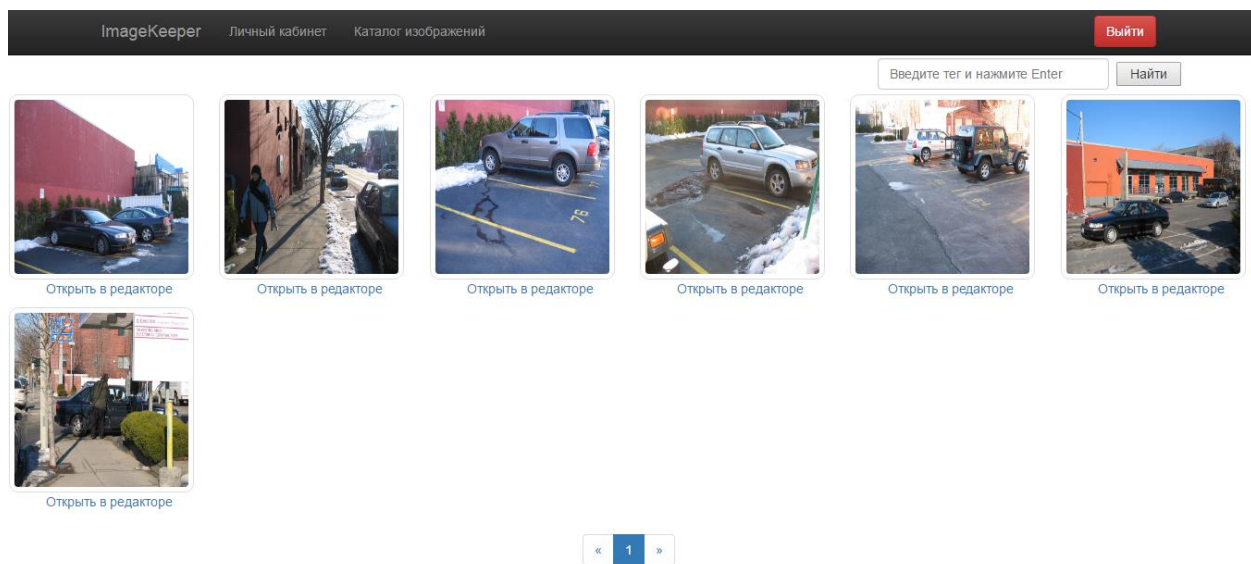 ImageKeeper Личный кабинет Каталог изображений Выйти
Введите тег и нажмите Enter Найти
76
Открыть в редакторе Открыть в редакторе Открыть в редакторе Открыть в редакторе Открыть в редакторе Открыть в редакторе
Открыть в редакторе
« 1 »